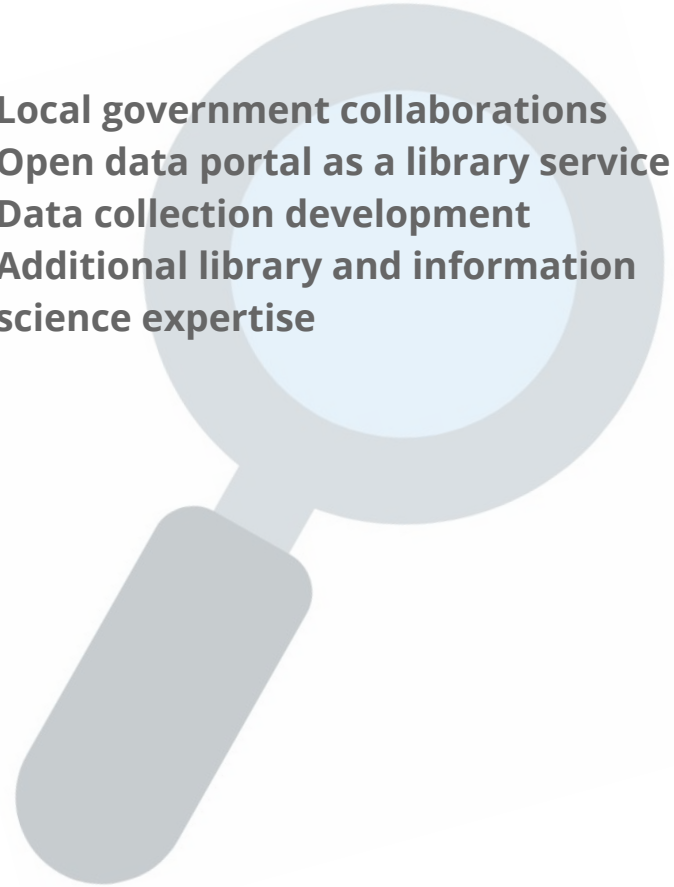 Local government collaborations
Open data portal as a library service
Data collection development
Additional library and information
science expertise